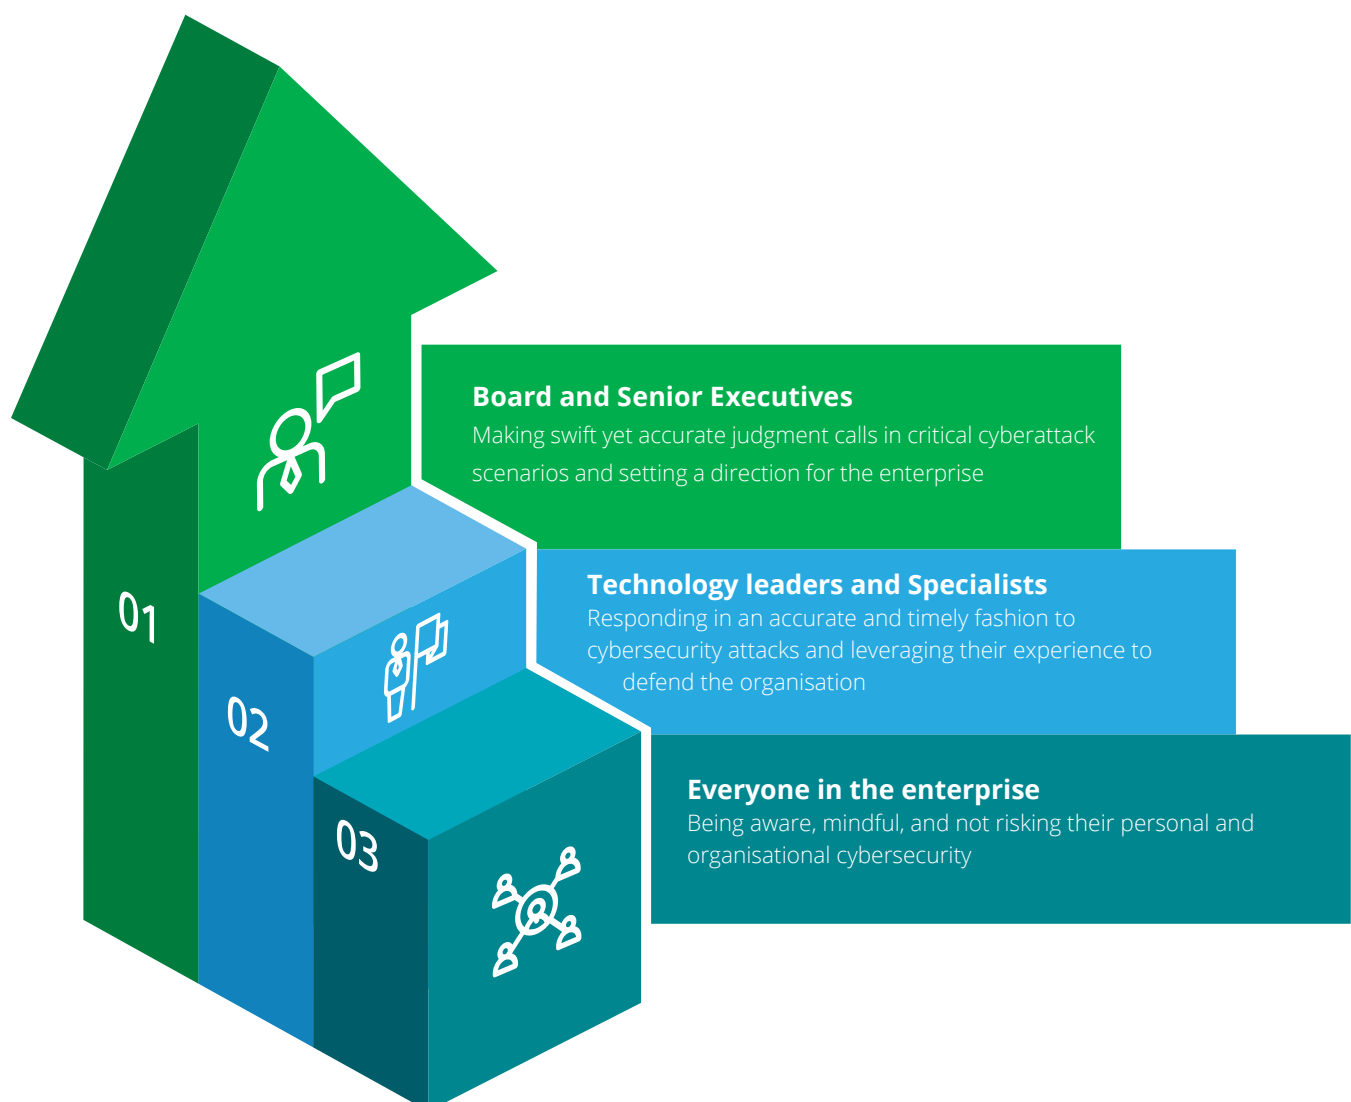 01
Board and Senior Executives
Making swift yet accurate judgment calls in critical cyberattack
scenarios and setting a direction for the enterprise
02
Technology leaders and Specialists
Responding in an accurate and timely fashion to
cybersecurity attacks and leveraging their experience to
defend the organisation
03
Everyone in the enterprise
Being aware, mindful, and not risking their personal and
organisational cybersecurity